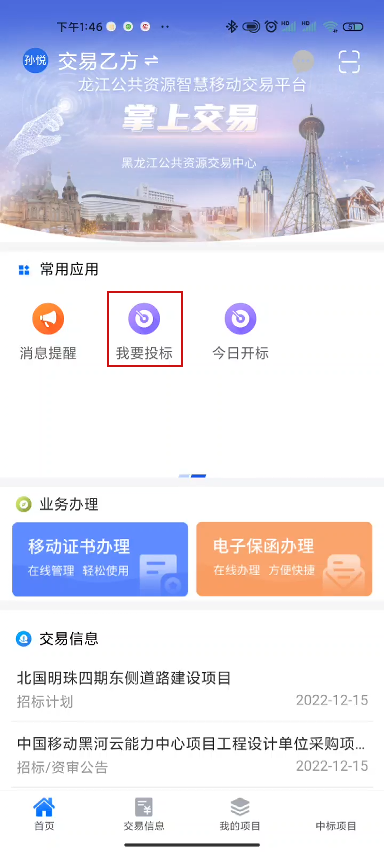 下午1:46
HD
HD
51
孙悦
交易乙方
龙江公共资源智慧移动交易平台
掌上交易
黑龙江公共资源交易中心
常用应用
消息提醒
我要投标
今日开标
业务办理
移动证书办理
在线管理 轻松使用
电子保函办理
在线办理 方便快捷
交易信息
北国明珠四期东侧道路建设项目
招标计划
2022-12-15
中国移动黑河云能力中心项目工程设计单位采购项...
招标/资审公告
2022-12-15
首页
交易信息
我的项目
中标项目